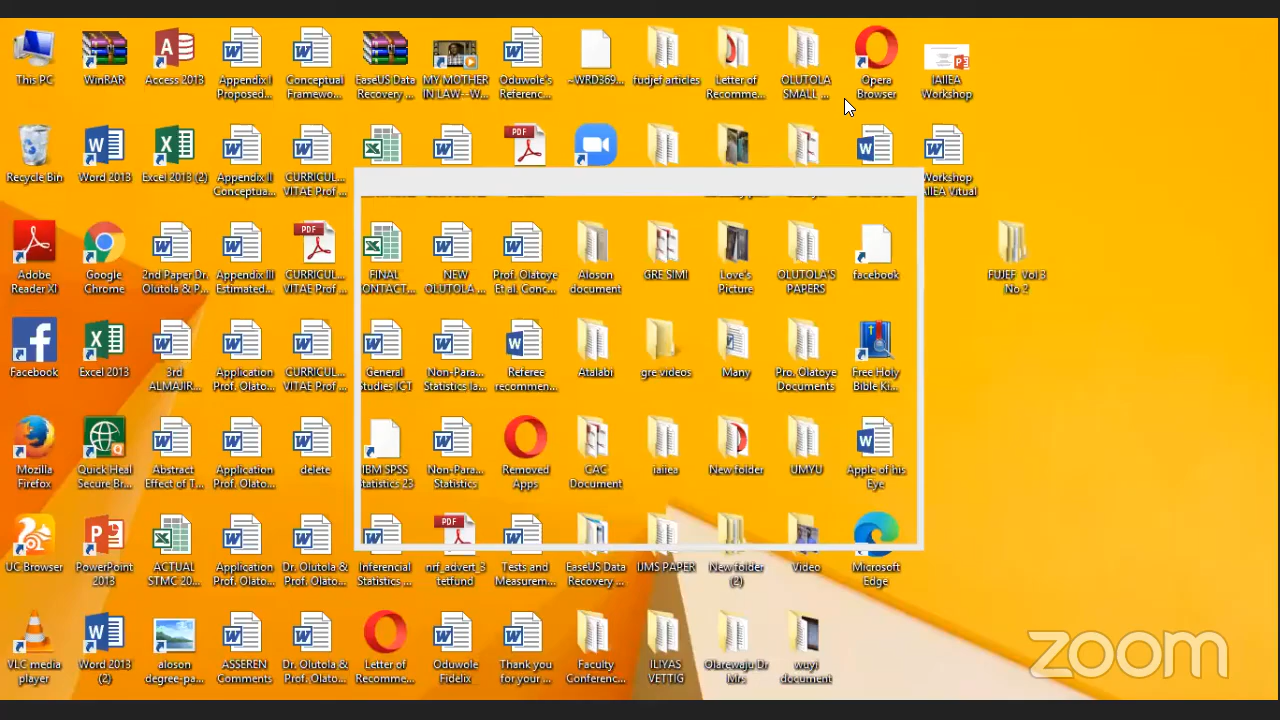 This PC
WinRAR
Access 2013
Appendix I
Proposed...
Conceptual
Framewo...
EaseUS Data
Recovery ...
MY MOTHER
IN LAW--W...
Oduwole's
Referenc...
~WRD369...
fudjef articles
Letter of
Recomme...
OLUTOLA
SMALL ...
Opera
Browser
IAIIEA
Workshop
Recycle Bin
Word 2013
Excel 2013 (2)
Appendix II
Conceptua...
CURRICUL...
VITAE Prof ...
PDF
Workshop
Vitual
Adobe
Reader XI
Google
Chrome
2nd Paper Dr.
Olutola & P...
Appendix III
Estimated...
PDF
CURRICUL...
VITAE Prof ...
FINAL
CONTACT...
NEW
OLUTOLA ...
Prof. Olatoye
Et al. Conc...
Aloson
document
GRE SIMI
Love's
Picture
OLUTOLA'S
PAPERS
facebook
FUJEF Vol 3
No 2
Facebook
Excel 2013
3rd
ALMAJIR...
Application
Prof. Olato...
CURRICUL...
VITAE Prof ...
General
Studies ICT
Non-Para...
Statistics la...
Referee
recommen...
Atalabi
gre videos
Many
Pro. Olatoye
Documents
Free Holy
Bible Ki...
Mozilla
Firefox
Quick Heal
Secure Br...
Abstract
Effect of T...
Application
Prof. Olato...
delete
IBM SPSS
Statistics 23
Non-Para...
Statistics
Removed
Apps
CAC
Document
iaiiea
New folder
UMYU
Apple of his
Eye
UC Browser
PowerPoint
2013
ACTUAL
STMC 20...
Application
Prof. Olato...
Dr. Olutola &
Prof. Olato...
Inferencial
Statistics ...
PDF
nrf_advert_3
tetfund
Tests and
Measurem...
EaseUS Data
Recovery ...
IJMS PAPER
New folder
(2)
Video
Microsoft
Edge
VLC media
player
Word 2013
(2)
aloson
degree-pa...
ASSEREN
Comments
Dr. Olutola &
Prof. Olato...
Letter of
Recomme...
Oduwole
Fidelix
Thank you
for your ...
Faculty
Conferenc...
ILIYAS
VETTIG
Olarewaju Dr
Mrs
wuyi
document
zoom